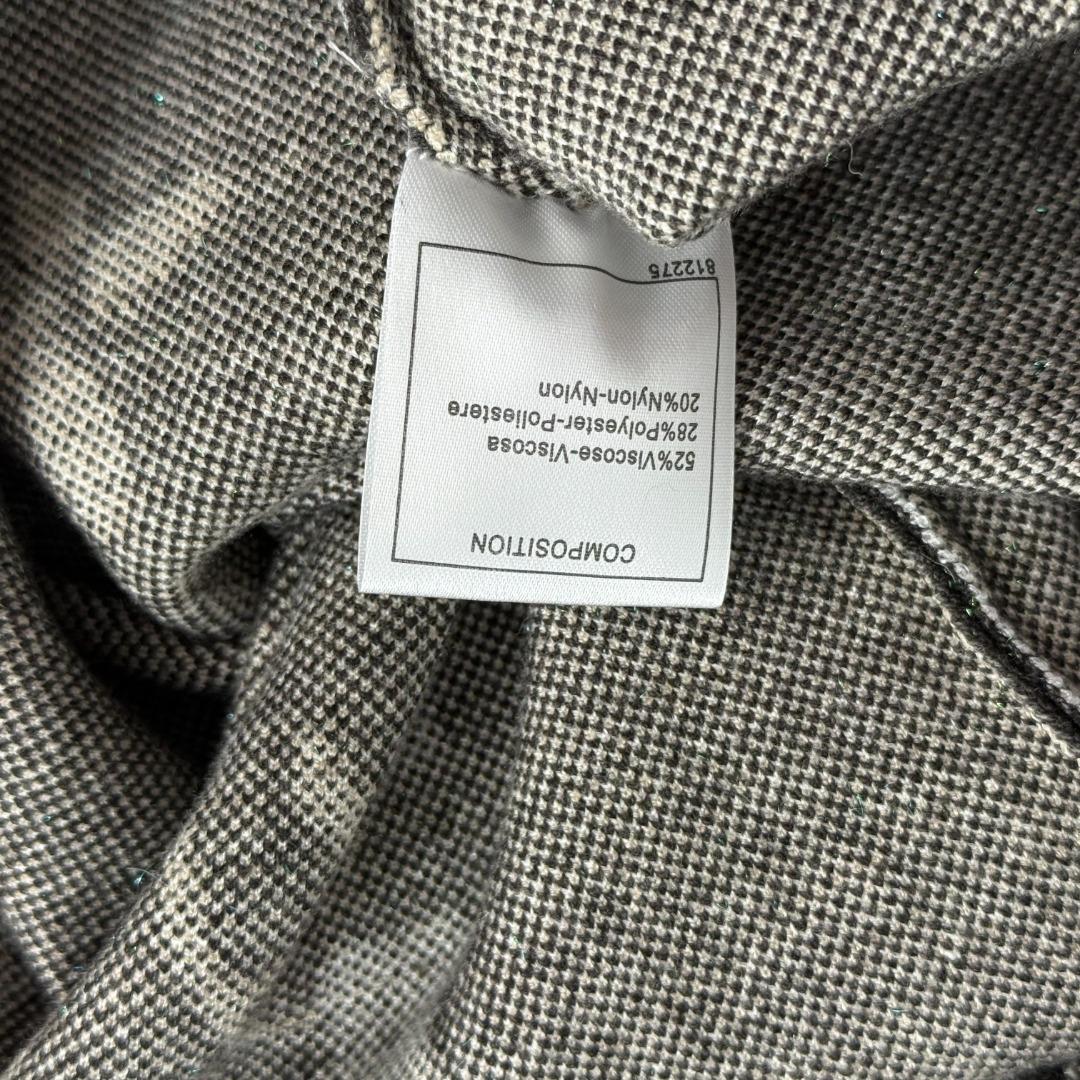 COMPOSITION
52%Viscose-Viscosa
28%Polyester-Poliestere
20%Nylon-Nylon
812275